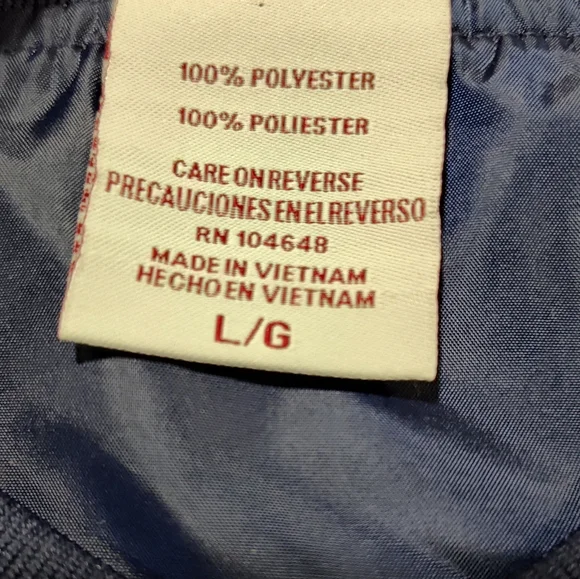 100% POLYESTER
100% POLIESTER
CARE ON REVERSE
PRECAUCIONES EN EL REVERSO
RN 104648
MADE IN VIETNAM
HECHO EN VIETNAM
L/G